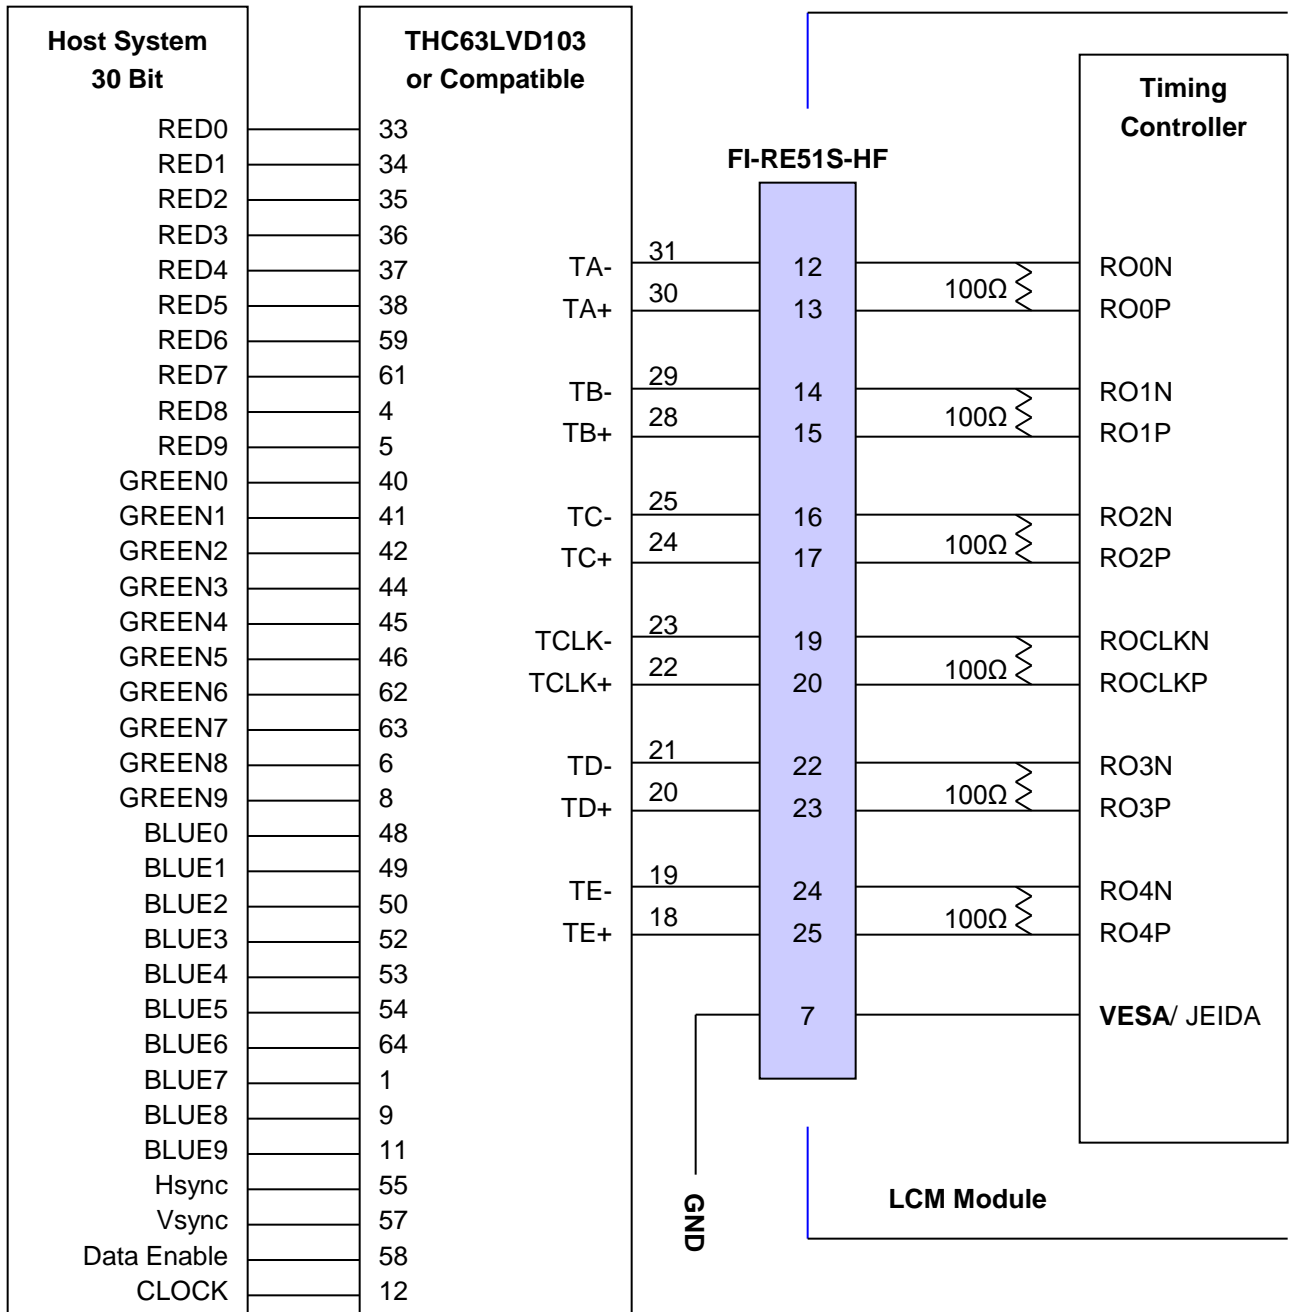 Host System
30 Bit
RED0
RED1
RED2
RED3
RED4
RED5
RED6
RED7
RED8
RED9
GREEN0
GREEN1
GREEN2
GREEN3
GREEN4
GREEN5
GREEN6
GREEN7
GREEN8
GREEN9
BLUE0
BLUE1
BLUE2
BLUE3
BLUE4
BLUE5
BLUE6
BLUE7
BLUE8
BLUE9
Hsync
Vsync
Data Enable
CLOCK
THC63LVD103
or Compatible
33
34
35
36
37
38
59
61
4
5
40
41
42
44
45
46
62
63
6
8
48
49
50
52
53
54
64
1
9
11
55
57
58
12
TA-
TA+
TB-
TB+
TC-
TC+
TCLK-
TCLK+
TD-
TD+
TE-
TE+
31
30
29
28
25
24
23
22
21
20
19
18
GND
FI-RE51S-HF
12
13
14
15
16
17
19
20
22
23
24
25
7
100Ω
100Ω
100Ω
100Ω
100Ω
100Ω
Timing
Controller
RO0N
RO0P
RO1N
RO1P
RO2N
RO2P
ROCLKN
ROCLKP
RO3N
RO3P
RO4N
RO4P
VESA/ JEIDA
LCM Module